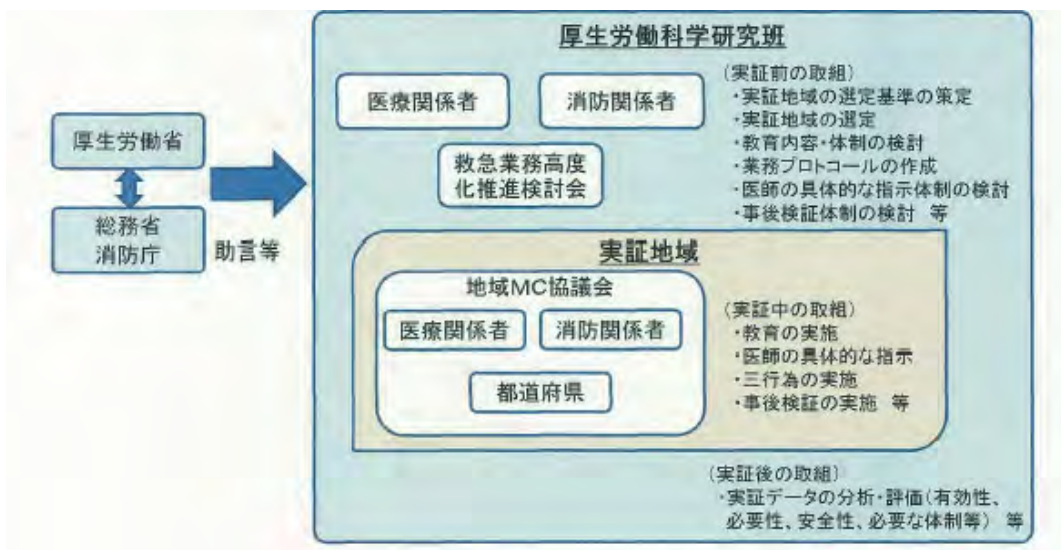 厚生労働省
総務省
消防庁
助言等
厚生労働科学研究班
医療関係者
消防関係者
救急業務高度
化推進検討会
(実証前の取組)
・実証地域の選定基準の策定
・実証地域の選定
・教育内容・体制の検討
・業務プロトコールの作成
・医師の具体的な指示体制の検討
・事後検証体制の検討 等
実証地域
地域MC協議会
医療関係者
消防関係者
都道府県
(実証中の取組)
・教育の実施
・医師の具体的な指示
・三行為の実施
・事後検証の実施 等
(実証後の取組)
・実証データの分析・評価(有効性、
必要性、安全性、必要な体制等) 等